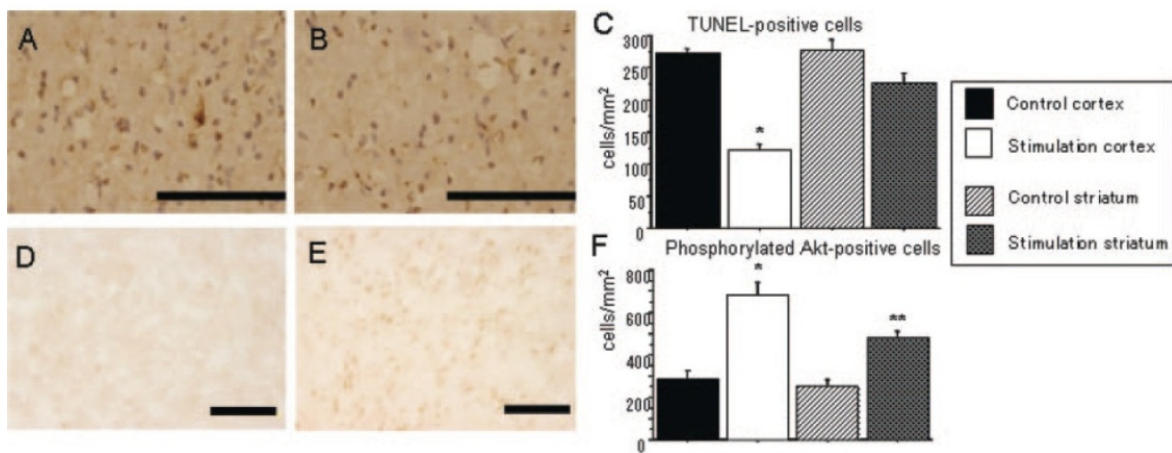 A
B
C
TUNEL-positive cells
cells/mm²
300
250
200
150
100
50
0
*
Control cortex
Stimulation cortex
Control striatum
Stimulation striatum
D
E
F
Phosphorylated Akt-positive cells
cells/mm²
800
600
400
200
0
*
**